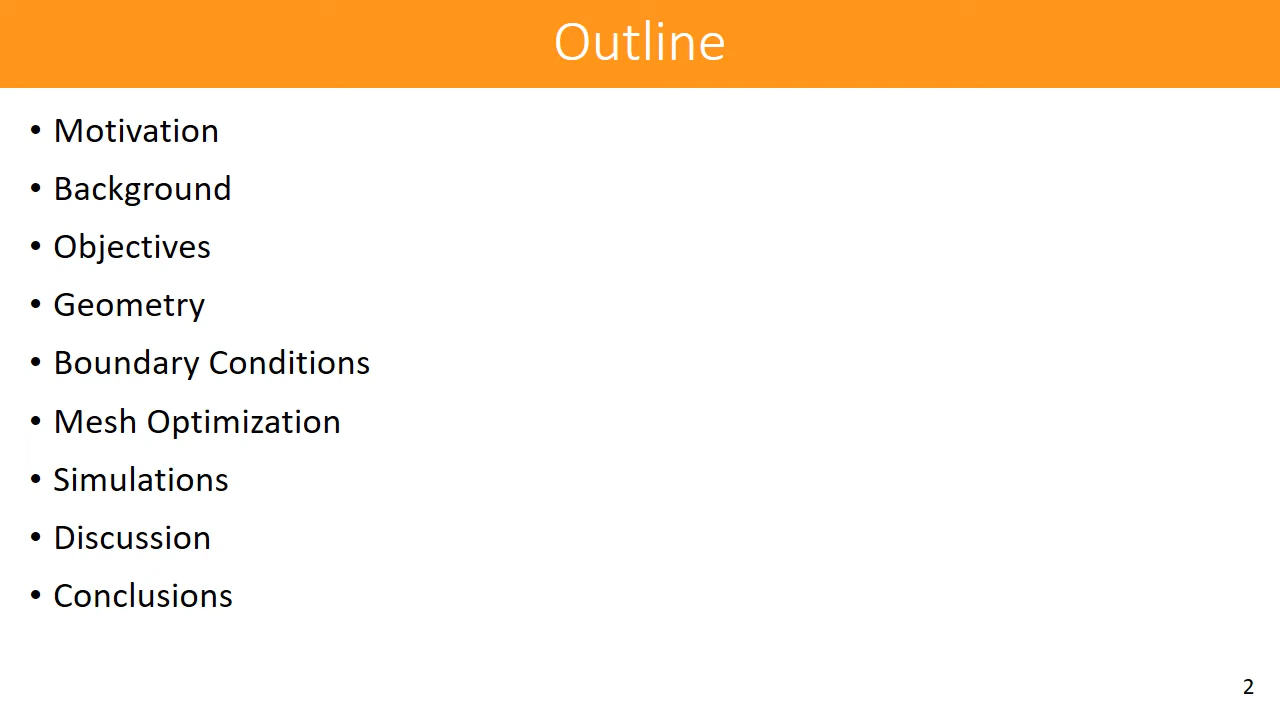 Outline
• Motivation
• Background
• Objectives
• Geometry
• Boundary Conditions
• Mesh Optimization
• Simulations
• Discussion
• Conclusions
2